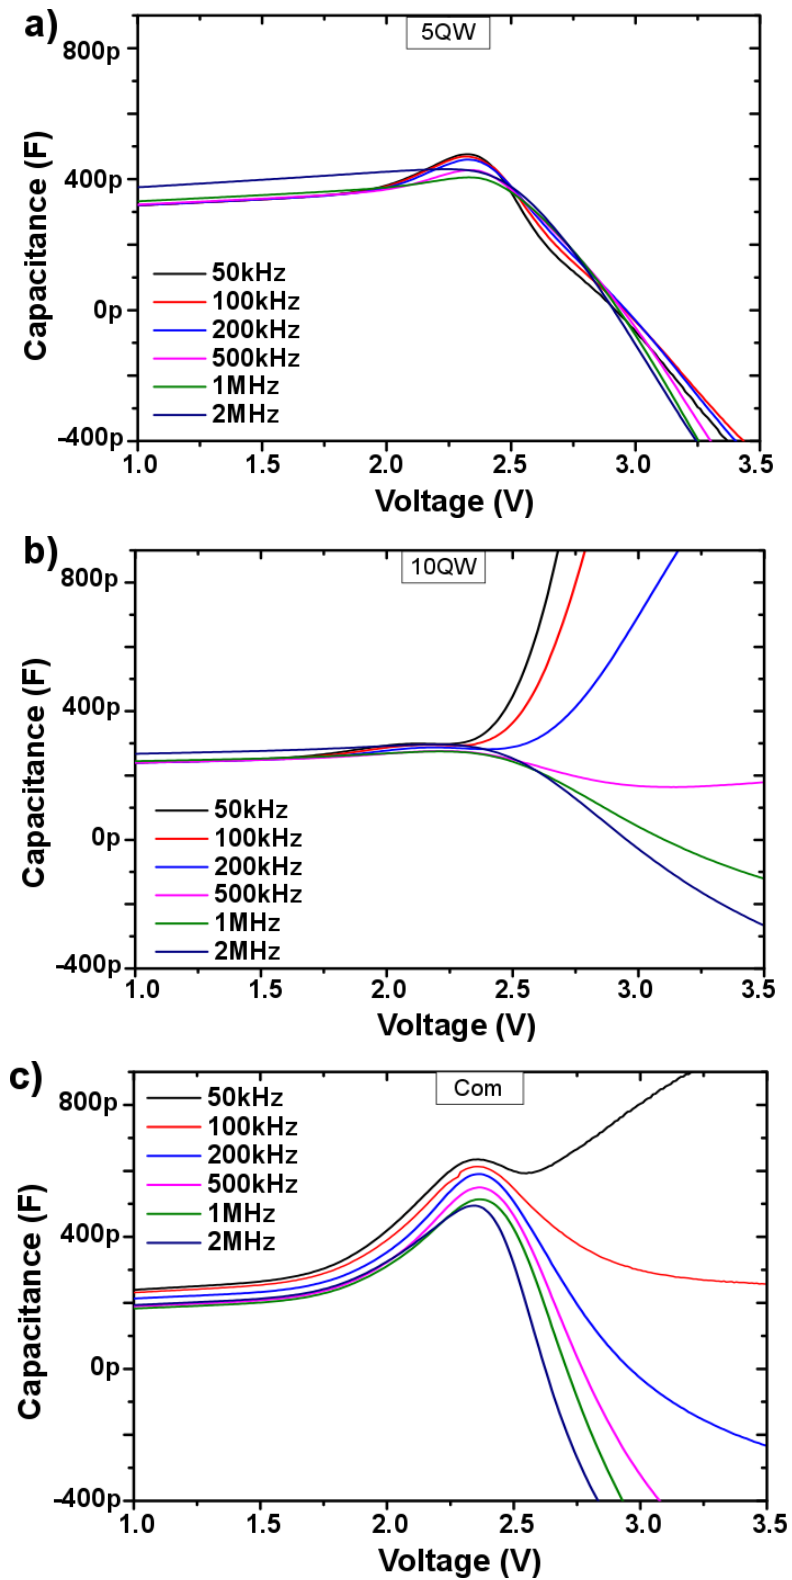 a)
5QW
800p
400p
0p
-400p
Capacitance (F)
50kHz
100kHz
200kHz
500kHz
1MHz
2MHz
1.0 1.5 2.0 2.5 3.0 3.5
Voltage (V)
b)
10QW
800p
400p
0p
-400p
Capacitance (F)
50kHz
100kHz
200kHz
500kHz
1MHz
2MHz
1.0 1.5 2.0 2.5 3.0 3.5
Voltage (V)
c)
Com
800p
400p
0p
-400p
Capacitance (F)
50kHz
100kHz
200kHz
500kHz
1MHz
2MHz
1.0 1.5 2.0 2.5 3.0 3.5
Voltage (V)